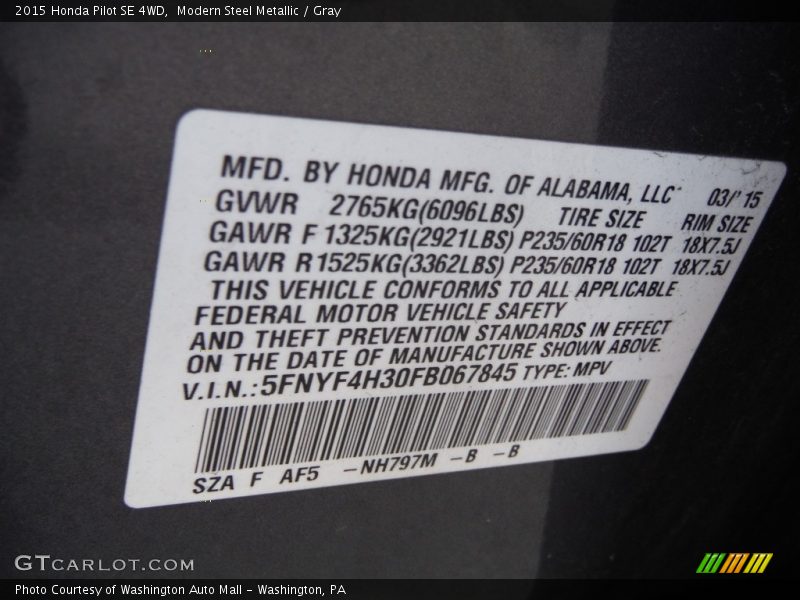 2015 Honda Pilot SE 4WD, Modern Steel Metallic / Gray
MFD. BY HONDA MFG. OF ALABAMA, LLC 03/'15
GVWR 2765KG(6096LBS) TIRE SIZE RIM SIZE
GAWR F 1325KG(2921LBS) P235/60R18 102T 18X7.5J
GAWR R 1525KG(3362LBS) P235/60R18 102T 18X7.5J
THIS VEHICLE CONFORMS TO ALL APPLICABLE
FEDERAL MOTOR VEHICLE SAFETY
AND THEFT PREVENTION STANDARDS IN EFFECT
ON THE DATE OF MANUFACTURE SHOWN ABOVE.
V.I.N.:5FNYF4H30FB067845 TYPE: MPV
SZA F AF5 -NH797M -B -B
GTCARLOT.COM
Photo Courtesy of Washington Auto Mall - Washington, PA